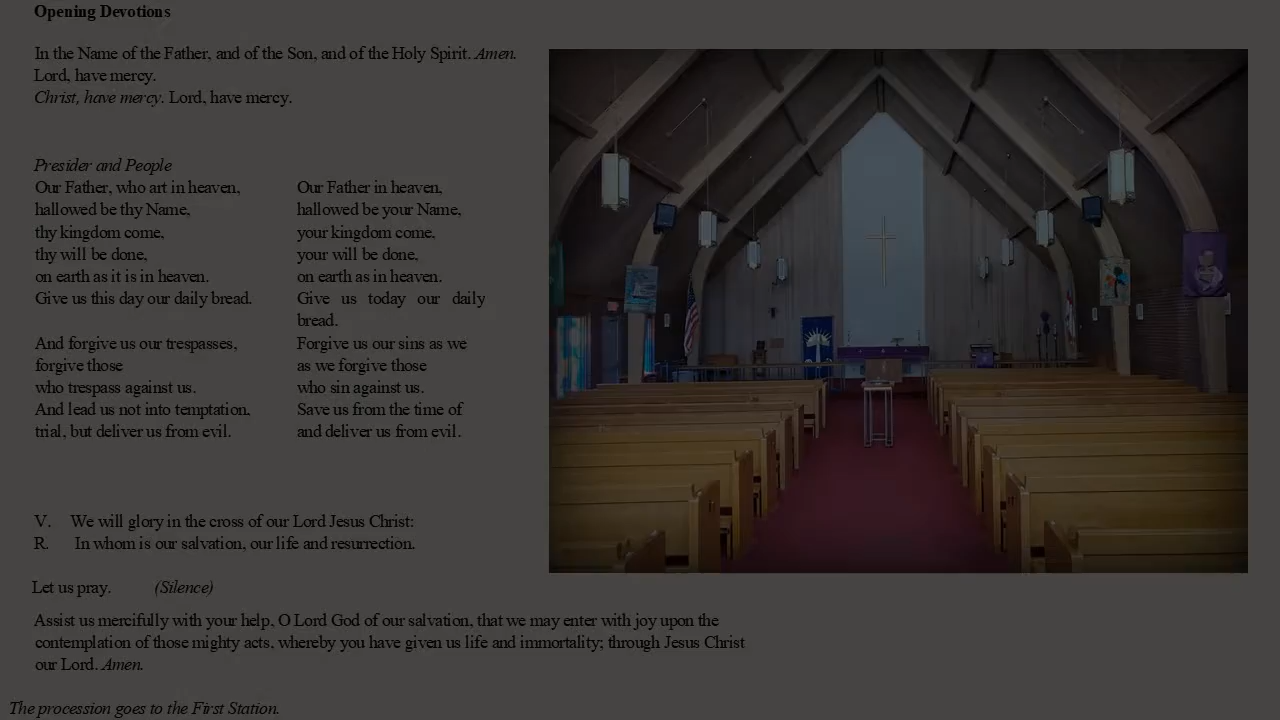 Opening Devotions
In the Name of the Father, and of the Son, and of the Holy Spirit. Amen.
Lord, have mercy.
Christ, have mercy. Lord, have mercy.
Presider and People
Our Father, who art in heaven,
hallowed be thy Name,
thy kingdom come,
thy will be done,
on earth as it is in heaven.
Give us this day our daily bread.
And forgive us our trespasses,
forgive those
who trespass against us.
And lead us not into temptation,
trial, but deliver us from evil.
Our Father in heaven,
hallowed be your Name,
your kingdom come,
your will be done,
on earth as in heaven.
Give us today our daily
bread.
Forgive us our sins as we
as we forgive those
who sin against us.
Save us from the time of
and deliver us from evil.
V. We will glory in the cross of our Lord Jesus Christ:
R. In whom is our salvation, our life and resurrection.
Let us pray. (Silence)
Assist us mercifully with your help, O Lord God of our salvation, that we may enter with joy upon the
contemplation of those mighty acts, whereby you have given us life and immortality; through Jesus Christ
our Lord. Amen.
The procession goes to the First Station.